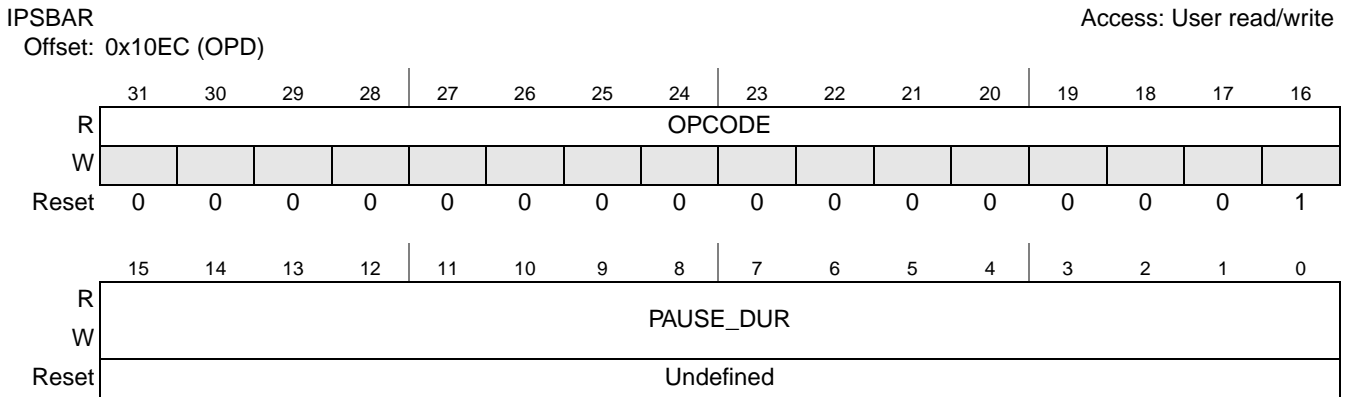 IPSBAR Access: User read/write
Offset: 0x10EC (OPD)
31 30 29 28 27 26 25 24 23 22 21 20 19 18 17 16
R OPCODE
W
Reset 0 0 0 0 0 0 0 0 0 0 0 0 0 0 0 1
15 14 13 12 11 10 9 8 7 6 5 4 3 2 1 0
R
PAUSE_DUR
W
Reset Undefined